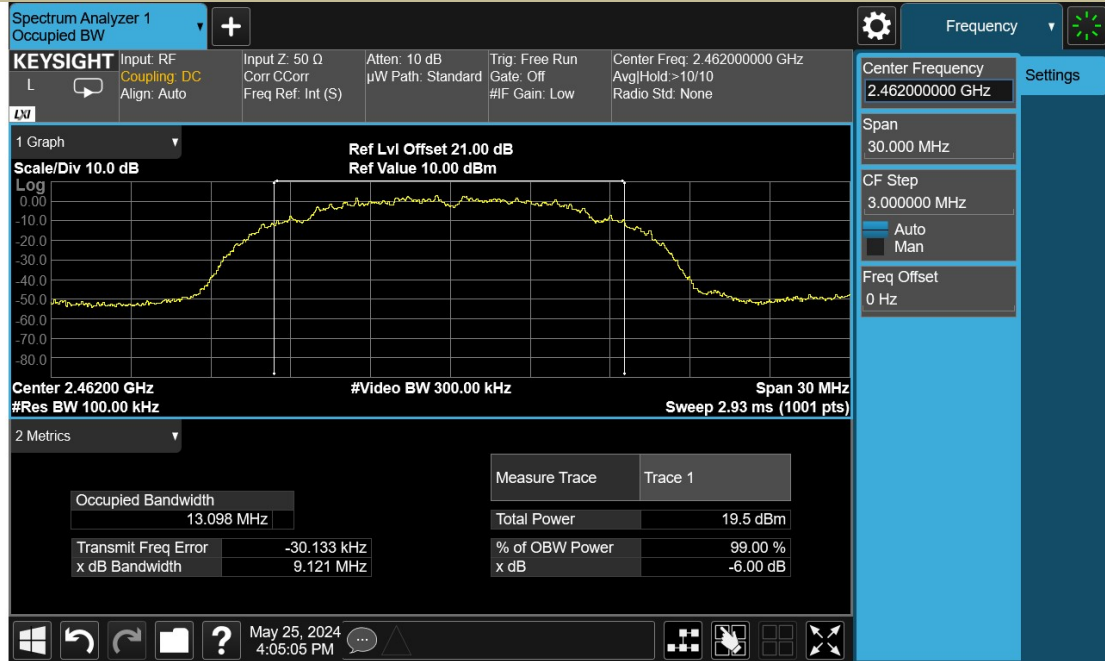 Spectrum Analyzer 1
Occupied BW
Frequency
KEYSIGHT
L
LXI
Input: RF
Coupling: DC
Align: Auto
Input Z: 50 Ω
Corr CCorr
Freq Ref: Int (S)
Atten: 10 dB
µW Path: Standard
Trig: Free Run
Gate: Off
#IF Gain: Low
Center Freq: 2.462000000 GHz
Avg|Hold:>10/10
Radio Std: None
Center Frequency
2.462000000 GHz
Settings
Span
30.000 MHz
CF Step
3.000000 MHz
Auto
Man
Freq Offset
0 Hz
1 Graph
Scale/Div 10.0 dB
Ref Lvl Offset 21.00 dB
Ref Value 10.00 dBm
Log
0.00
-10.0
-20.0
-30.0
-40.0
-50.0
-60.0
-70.0
-80.0
Center 2.46200 GHz
#Video BW 300.00 kHz
Span 30 MHz
#Res BW 100.00 kHz
Sweep 2.93 ms (1001 pts)
2 Metrics
Measure Trace
Trace 1
Occupied Bandwidth
13.098 MHz
Total Power
19.5 dBm
Transmit Freq Error
-30.133 kHz
% of OBW Power
99.00 %
x dB Bandwidth
9.121 MHz
x dB
-6.00 dB
?
May 25, 2024
4:05:05 PM